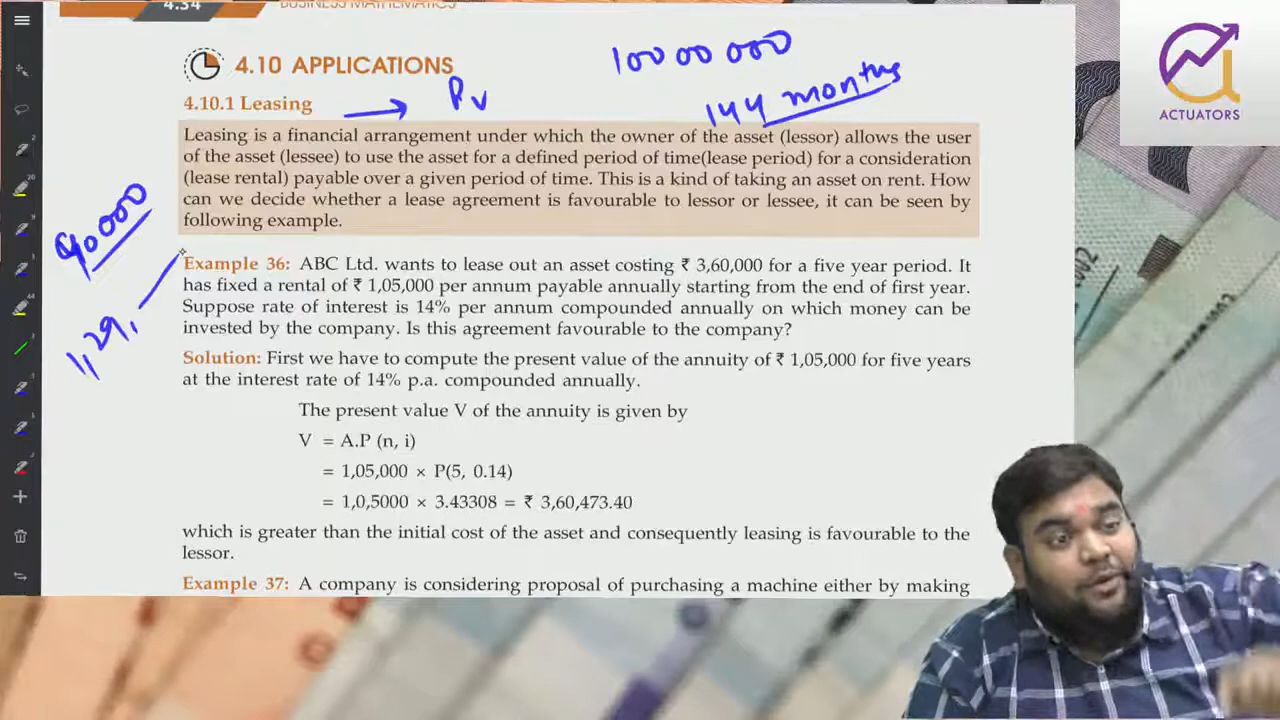 4.34 BUSINESS MATHEMATICS
4.10 APPLICATIONS
10000000
4.10.1 Leasing
PV
144 months
ACTUATORS
Leasing is a financial arrangement under which the owner of the asset (lessor) allows the user
of the asset (lessee) to use the asset for a defined period of time(lease period) for a consideration
(lease rental) payable over a given period of time. This is a kind of taking an asset on rent. How
can we decide whether a lease agreement is favourable to lessor or lessee, it can be seen by
following example.
90000
1,29,
Example 36: ABC Ltd. wants to lease out an asset costing ₹ 3,60,000 for a five year period. It
has fixed a rental of ₹ 1,05,000 per annum payable annually starting from the end of first year.
Suppose rate of interest is 14% per annum compounded annually on which money can be
invested by the company. Is this agreement favourable to the company?
Solution: First we have to compute the present value of the annuity of ₹ 1,05,000 for five years
at the interest rate of 14% p.a. compounded annually.
The present value V of the annuity is given by
V = A.P (n, i)
= 1,05,000 × P(5, 0.14)
= 1,0,5000 × 3.43308 = ₹ 3,60,473.40
which is greater than the initial cost of the asset and consequently leasing is favourable to the
lessor.
Example 37: A company is considering proposal of purchasing a machine either by making